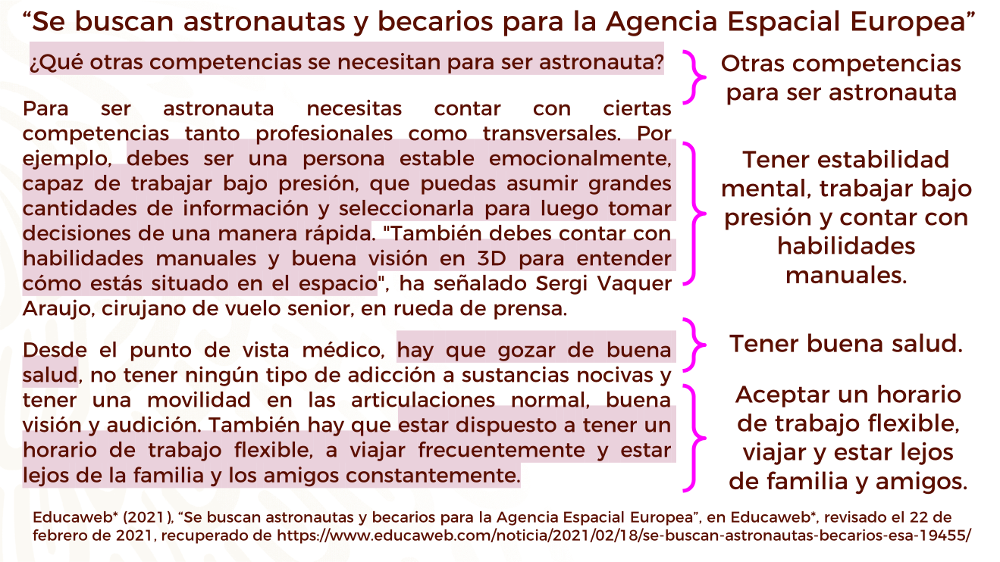 “Se buscan astronautas y becarios para la Agencia Espacial Europea”
¿Qué otras competencias se necesitan para ser astronauta?
Otras competencias
para ser astronauta
Para ser astronauta necesitas contar con ciertas
competencias tanto profesionales como transversales. Por
ejemplo, debes ser una persona estable emocionalmente,
capaz de trabajar bajo presión, que puedas asumir grandes
cantidades de información y seleccionarla para luego tomar
decisiones de una manera rápida. "También debes contar con
habilidades manuales y buena visión en 3D para entender
cómo estás situado en el espacio", ha señalado Sergi Vaquer
Araujo, cirujano de vuelo senior, en rueda de prensa.
Tener estabilidad
mental, trabajar bajo
presión y contar con
habilidades
manuales.
Desde el punto de vista médico, hay que gozar de buena
salud, no tener ningún tipo de adicción a sustancias nocivas y
tener una movilidad en las articulaciones normal, buena
visión y audición. También hay que estar dispuesto a tener un
horario de trabajo flexible, a viajar frecuentemente y estar
lejos de la familia y los amigos constantemente.
Tener buena salud.
Aceptar un horario
de trabajo flexible,
viajar y estar lejos
de familia y amigos.
Educaweb* (2021), “Se buscan astronautas y becarios para la Agencia Espacial Europea”, en Educaweb*, revisado el 22 de
febrero de 2021, recuperado de https://www.educaweb.com/noticia/2021/02/18/se-buscan-astronautas-becarios-esa-19455/